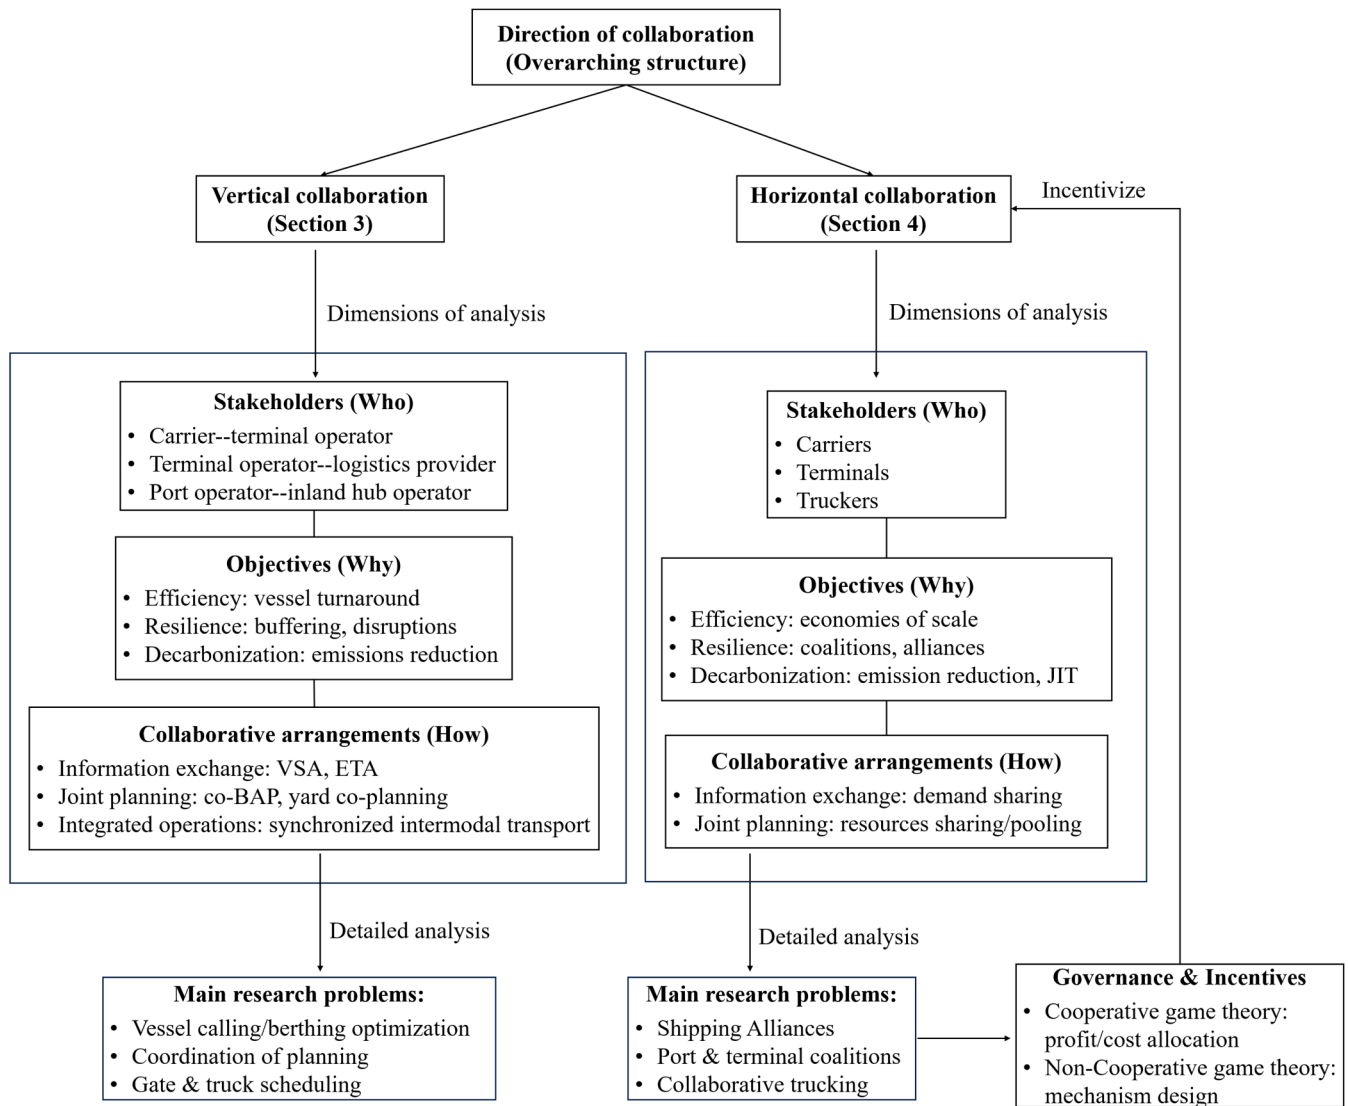 Direction of collaboration
(Overarching structure)
Vertical collaboration
(Section 3)
Horizontal collaboration
(Section 4)
Incentivize
Dimensions of analysis
Dimensions of analysis
Stakeholders (Who)
• Carrier--terminal operator
• Terminal operator--logistics provider
• Port operator--inland hub operator
Objectives (Why)
• Efficiency: vessel turnaround
• Resilience: buffering, disruptions
• Decarbonization: emissions reduction
Collaborative arrangements (How)
• Information exchange: VSA, ETA
• Joint planning: co-BAP, yard co-planning
• Integrated operations: synchronized intermodal transport
Stakeholders (Who)
• Carriers
• Terminals
• Truckers
Objectives (Why)
• Efficiency: economies of scale
• Resilience: coalitions, alliances
• Decarbonization: emission reduction, JIT
Collaborative arrangements (How)
• Information exchange: demand sharing
• Joint planning: resources sharing/pooling
Detailed analysis
Detailed analysis
Main research problems:
• Vessel calling/berthing optimization
• Coordination of planning
• Gate & truck scheduling
Main research problems:
• Shipping Alliances
• Port & terminal coalitions
• Collaborative trucking
Governance & Incentives
• Cooperative game theory:
profit/cost allocation
• Non-Cooperative game theory:
mechanism design